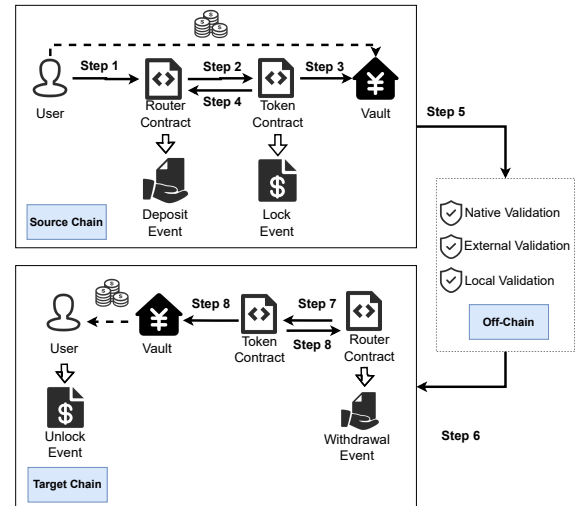 Step 1
Step 2
Step 3
Step 4
User
Router
Contract
Token
Contract
Vault
Step 5
Deposit
Event
$
Lock
Event
Source Chain
Native Validation
External Validation
Local Validation
Off-Chain
Step 8
Step 7
Step 8
User
Vault
Token
Contract
Router
Contract
$
Unlock
Event
Withdrawal
Event
Step 6
Target Chain